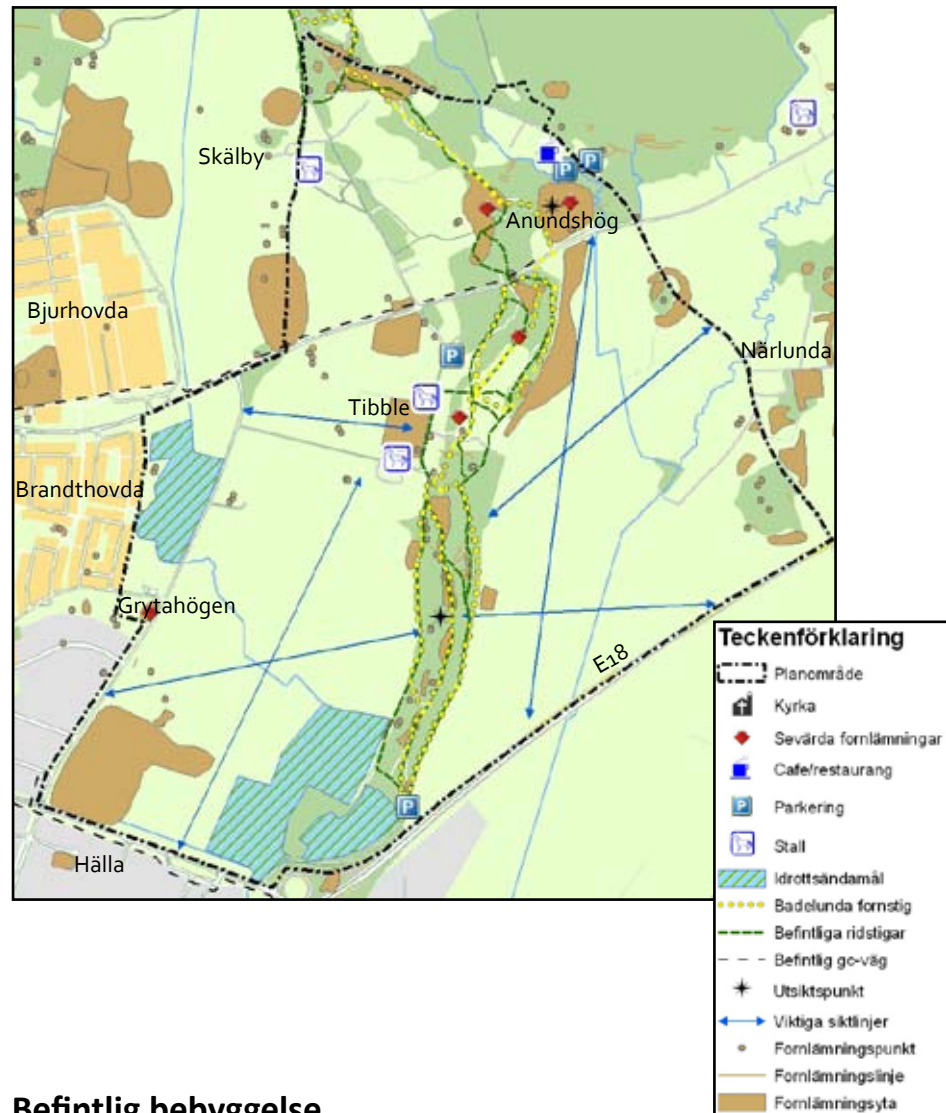 Skälby
Anundshög
Bjurhovda
Närlunda
Tibble
Brandthovda
Grytahögen
E18
Hälla
Teckenförklaring
Planområde
Kyrka
Sevärda fornlämningar
Cafe/restaurang
P Parkering
Stall
Idrottsändamål
Badelunda fornstig
Befintliga ridstigar
Befintlig gc-väg
Utsiktspunkt
Viktiga siktlinjer
Fornlämningspunkt
Fornlämningslinje
Fornlämningsyta
Befintlig bebyggelse